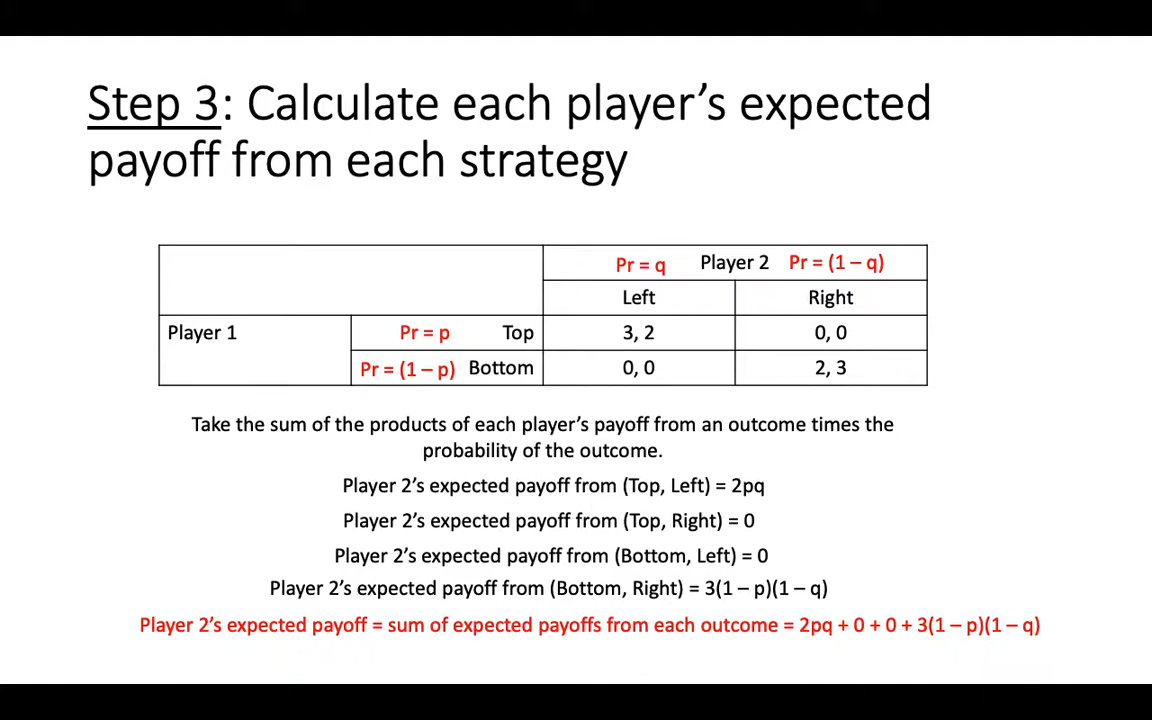 Step 3: Calculate each player’s expected
payoff from each strategy
Pr = q Player 2 Pr = (1 – q)
Left Right
Player 1 Pr = p Top 3, 2 0, 0
Pr = (1 – p) Bottom 0, 0 2, 3
Take the sum of the products of each player’s payoff from an outcome times the
probability of the outcome.
Player 2’s expected payoff from (Top, Left) = 2pq
Player 2’s expected payoff from (Top, Right) = 0
Player 2’s expected payoff from (Bottom, Left) = 0
Player 2’s expected payoff from (Bottom, Right) = 3(1 – p)(1 – q)
Player 2’s expected payoff = sum of expected payoffs from each outcome = 2pq + 0 + 0 + 3(1 – p)(1 – q)